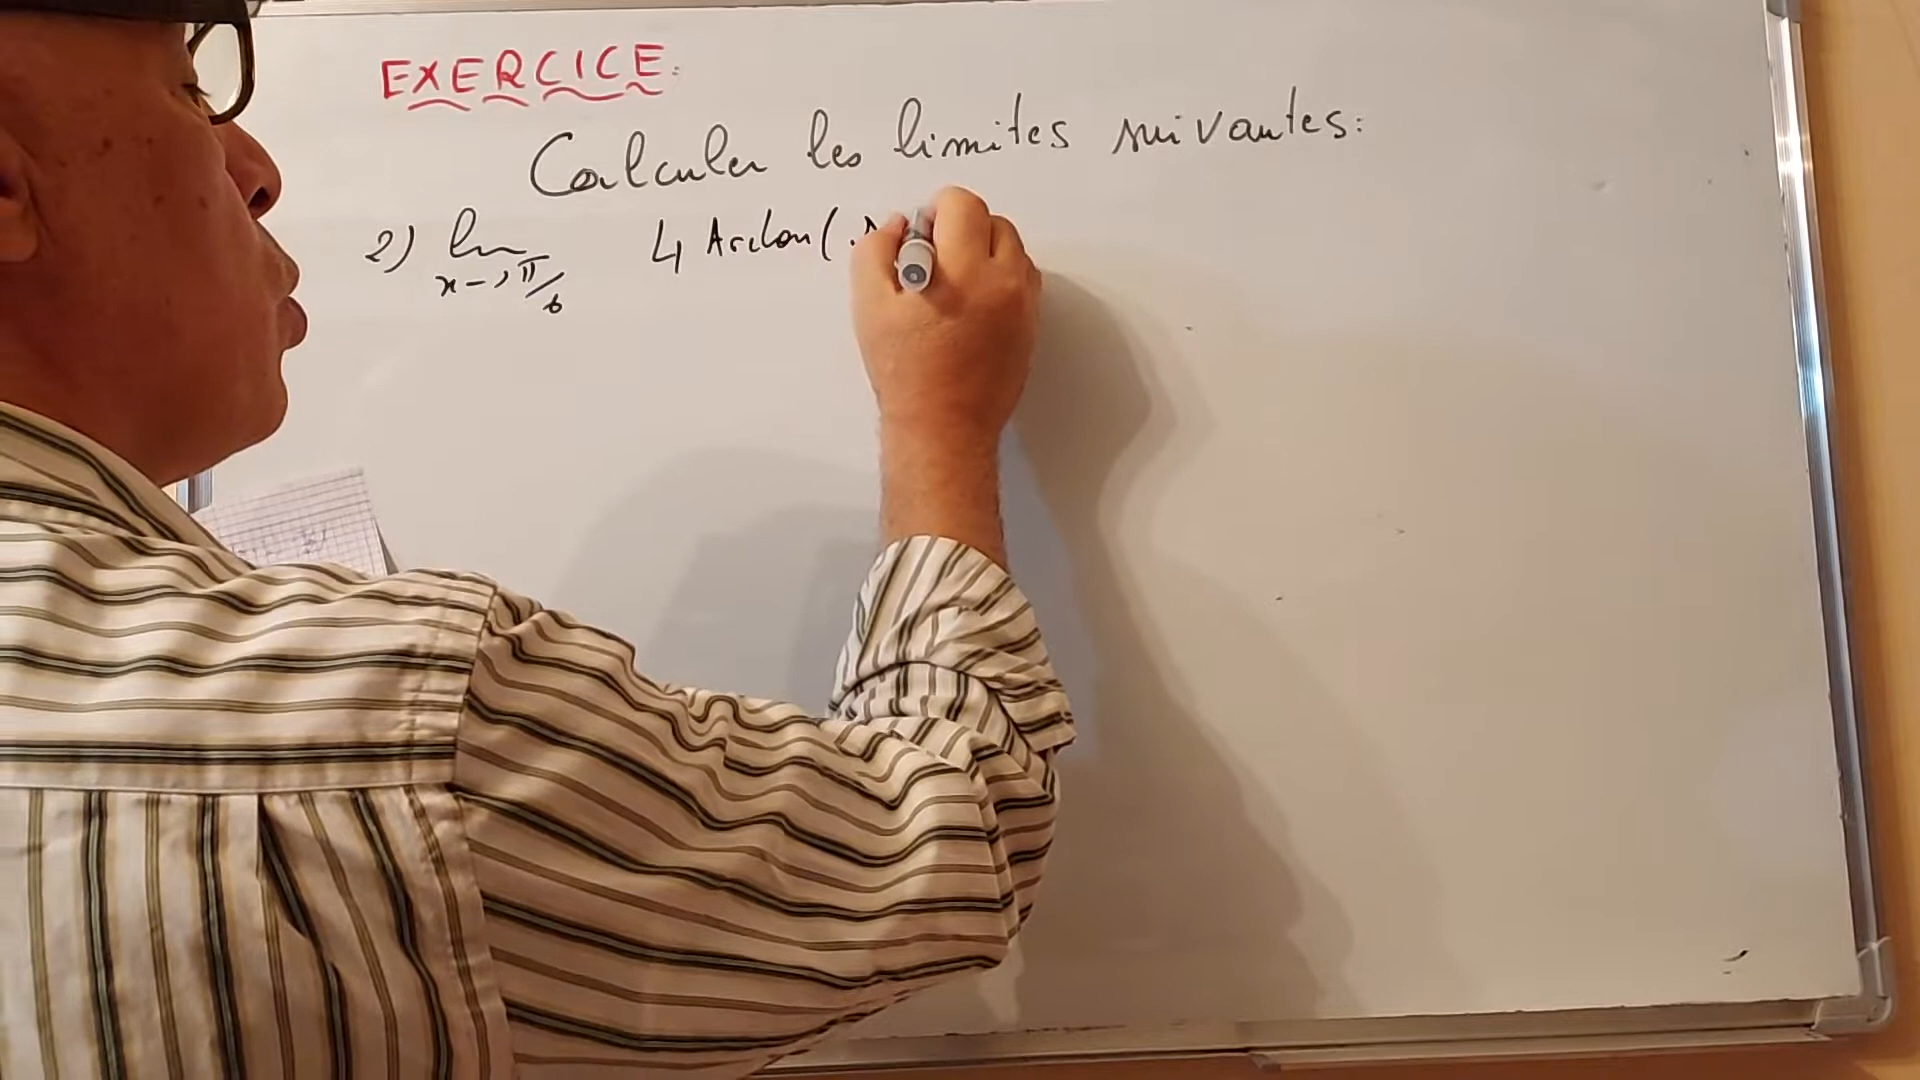 EXERCICE:
Calculer les limites suivantes:
2) lim 4 Arctan(
x→π/6